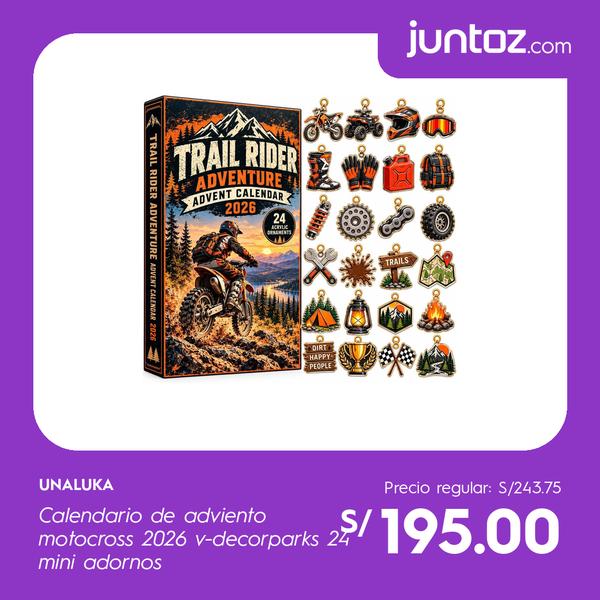 juntoz.com
TRAIL RIDER ADVENTURE ADVENT CALENDAR 2026
TRAIL RIDER
ADVENTURE
ADVENT CALENDAR
2026
24
ACRYLIC
ORNAMENTS
TRAILS
DIRT
HAPPY
PEOPLE
UNALUKA
Calendario de adviento
motocross 2026 v-decorparks 24
mini adornos
Precio regular: S/243.75
S/195.00